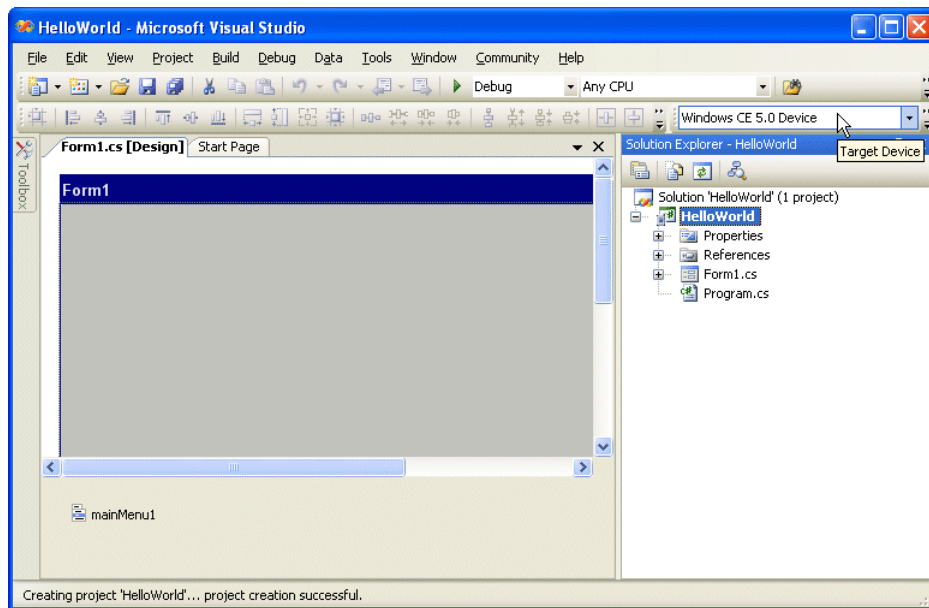 HelloWorld - Microsoft Visual Studio
File Edit View Project Build Debug Data Tools Window Community Help
Debug Any CPU
Windows CE 5.0 Device
Form1.cs [Design] Start Page
Solution Explorer - HelloWorld
Target Device
Toolbox
Form1
Solution 'HelloWorld' (1 project)
HelloWorld
Properties
References
Form1.cs
Program.cs
mainMenu1
Creating project 'HelloWorld'... project creation successful.